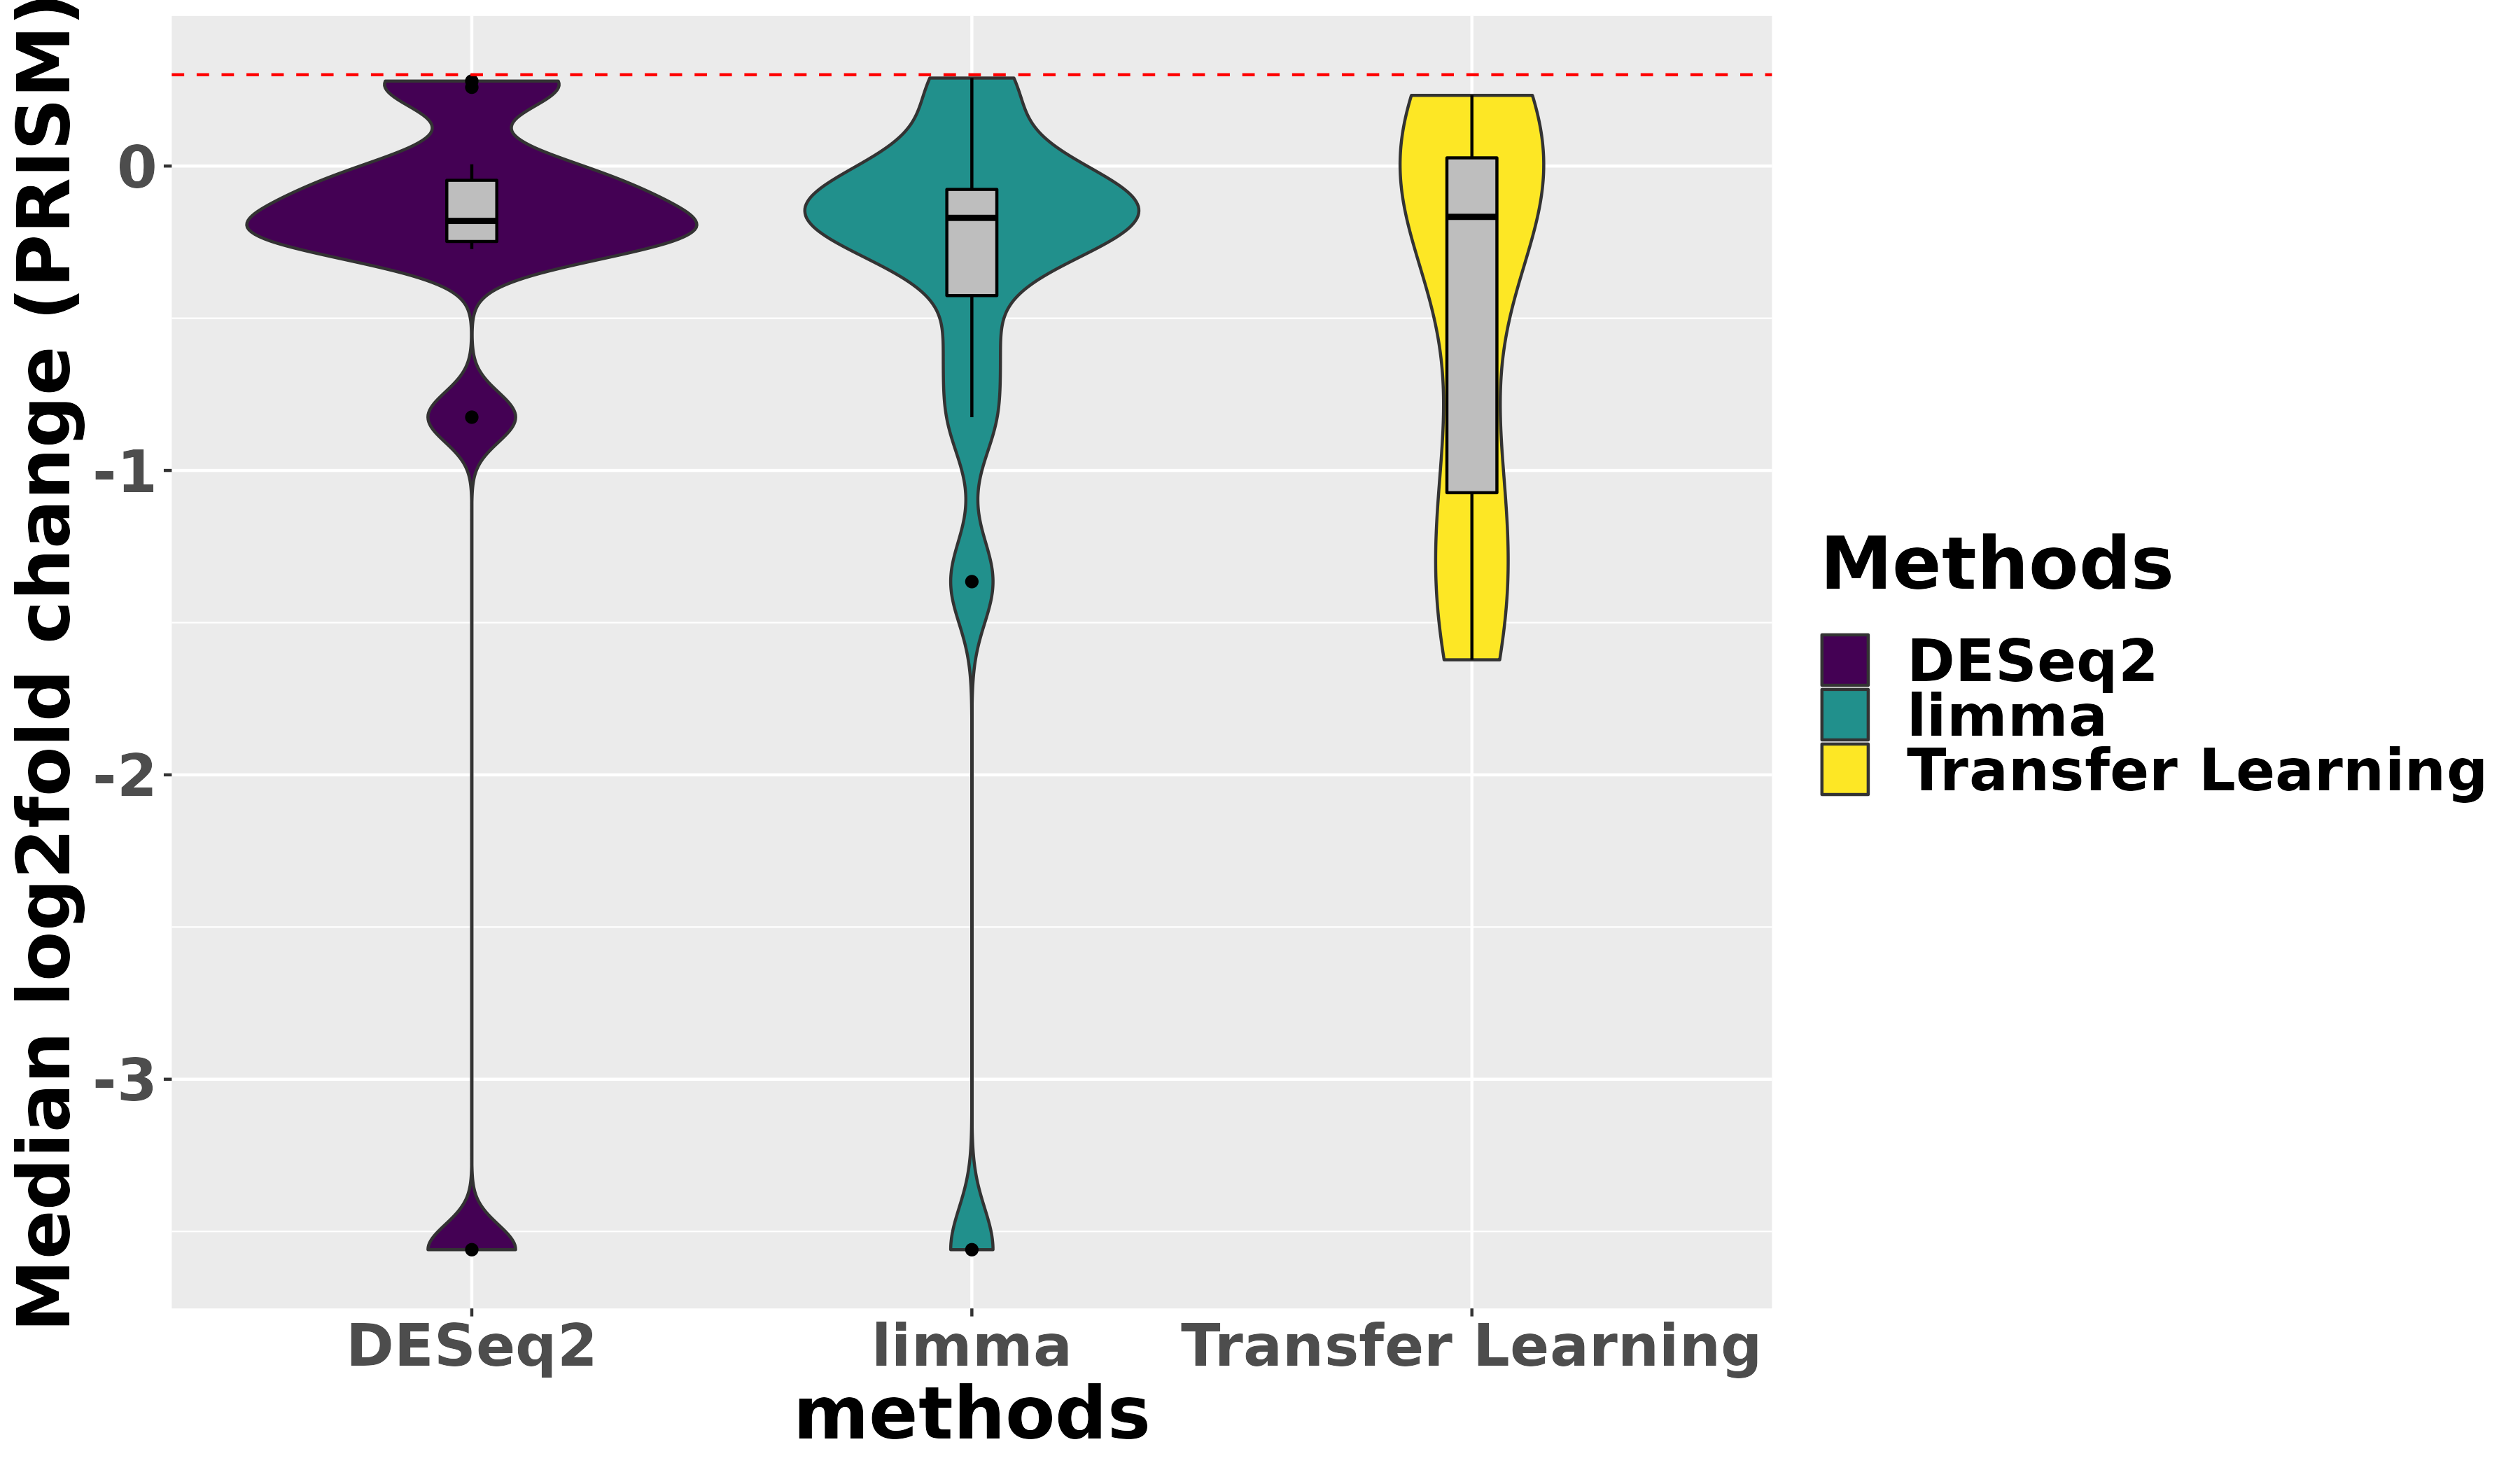 Median log2fold change (PRISM)
0
-1
-2
-3
DESeq2
limma
Transfer Learning
methods
Methods
DESeq2
limma
Transfer Learning